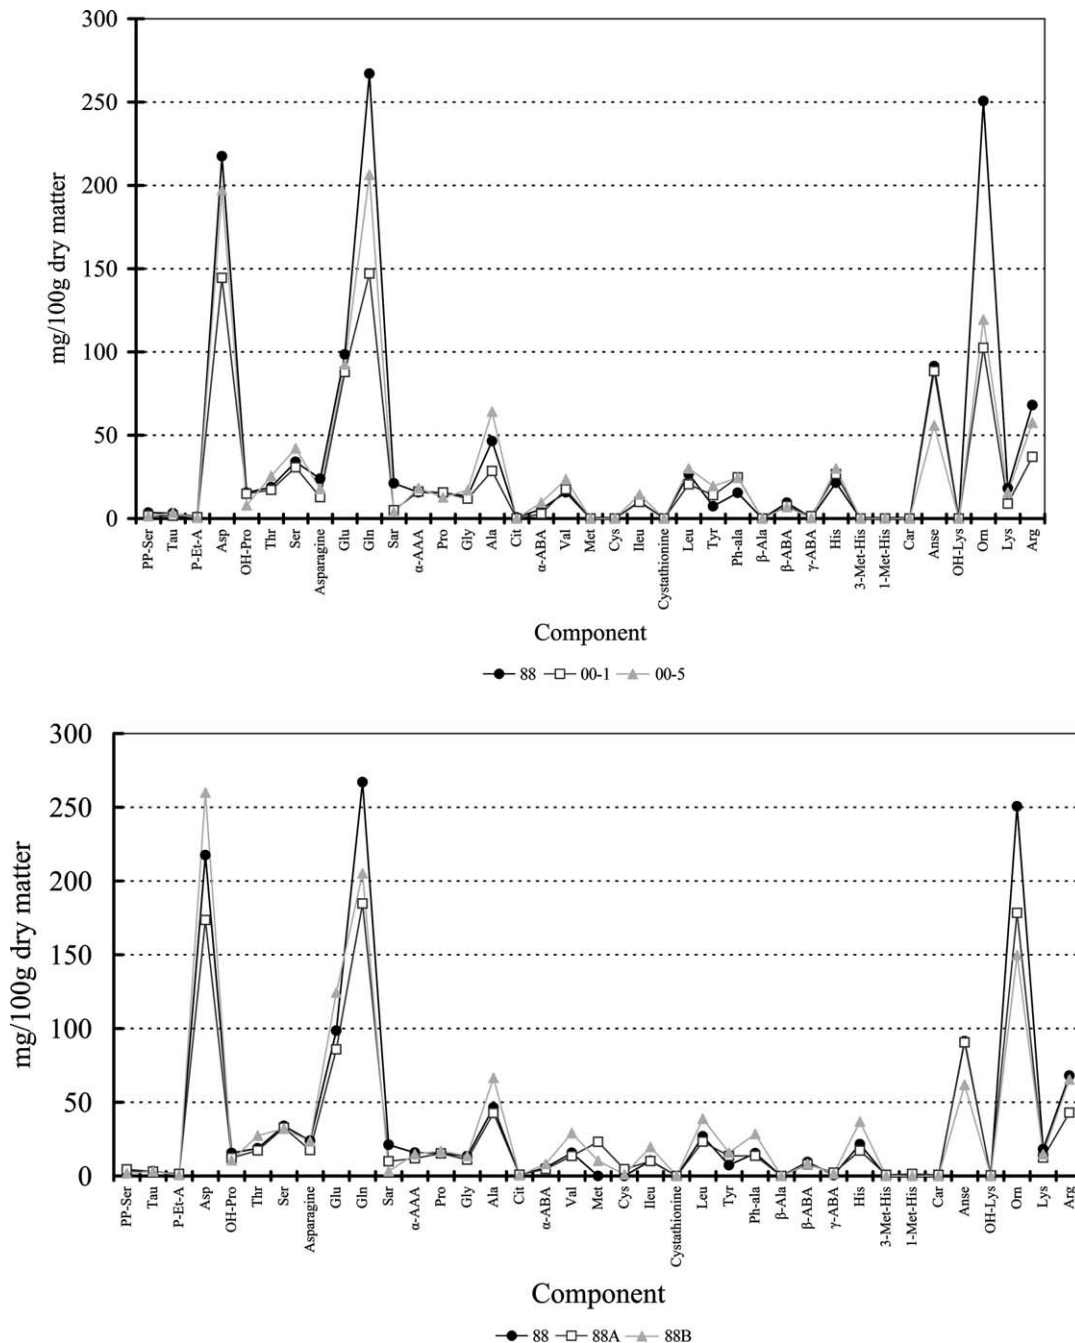 300
250
200
150
100
50
0
mg/100g dry matter
PP-Ser
Tau
P-Et-A
Asp
OH-Pro
Thr
Ser
Asparagine
Glu
Gln
Sar
α-AAA
Pro
Gly
Ala
Cit
α-ABA
Val
Met
Cys
Ileu
Cystathionine
Leu
Tyr
Ph-ala
β-Ala
β-ABA
γ-ABA
His
3-Met-His
1-Met-His
Car
Anse
OH-Lys
Orn
Lys
Arg
Component
88 00-1 00-5
300
250
200
150
100
50
0
mg/100g dry matter
PP-Ser
Tau
P-Et-A
Asp
OH-Pro
Thr
Ser
Asparagine
Glu
Gln
Sar
α-AAA
Pro
Gly
Ala
Cit
α-ABA
Val
Met
Cys
Ileu
Cystathionine
Leu
Tyr
Ph-ala
β-Ala
β-ABA
γ-ABA
His
3-Met-His
1-Met-His
Car
Anse
OH-Lys
Orn
Lys
Arg
Component
88 88A 88B